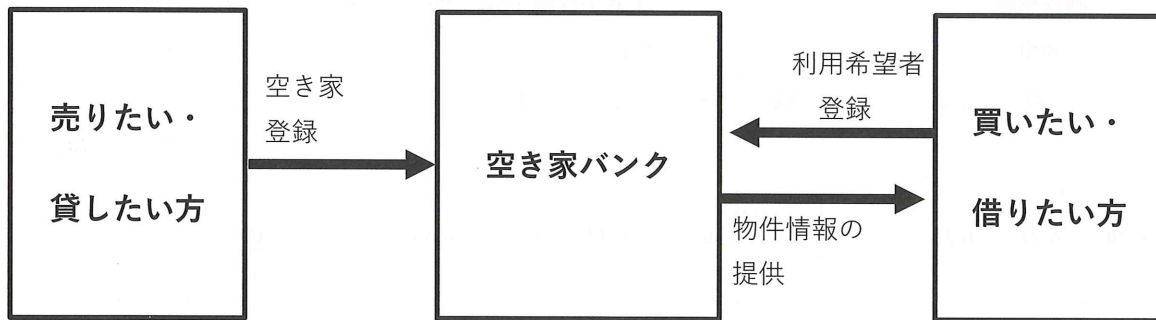 売りたい・
貸したい方
空き家
登録
空き家バンク
利用希望者
登録
物件情報の
提供
買いたい・
借りたい方